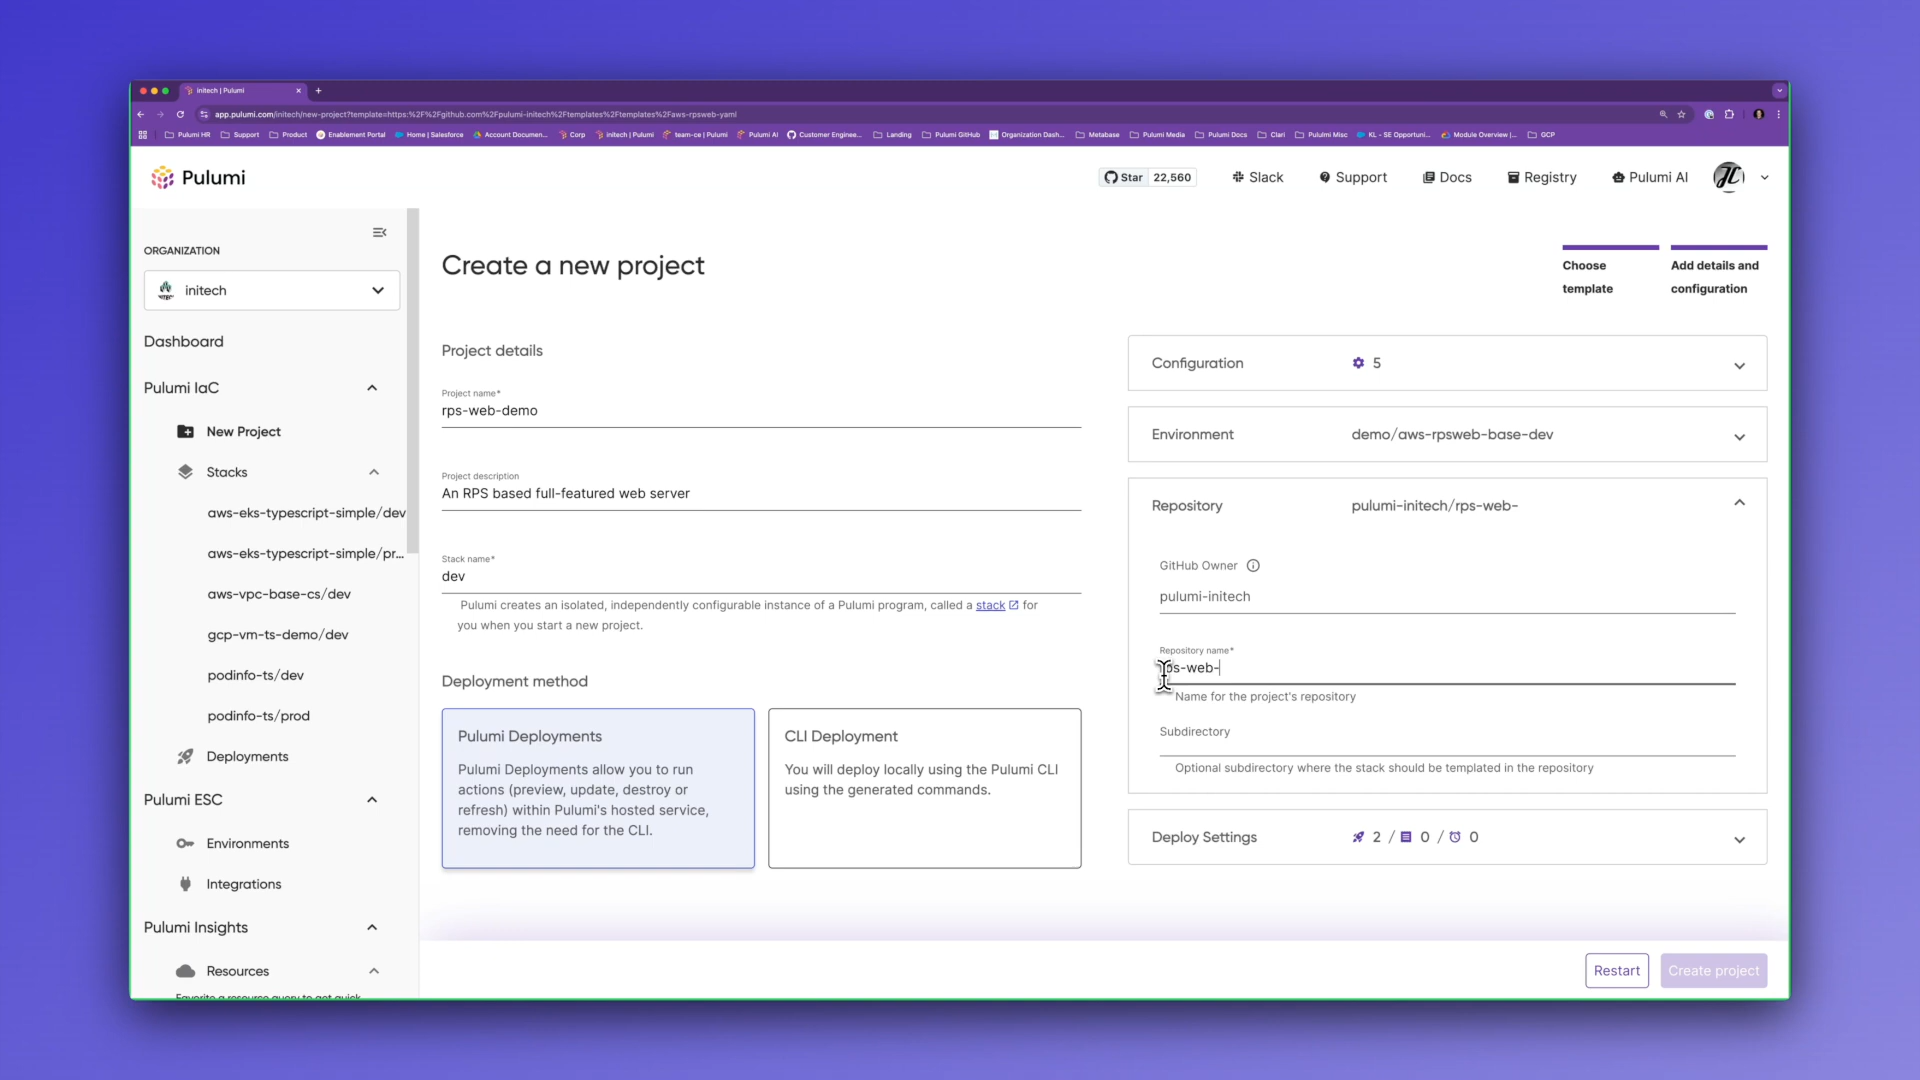 initech | Pulumi
app.pulumi.com/initech/new-project?template=https:%2F%2Fgithub.com%2Fpulumi-initech%2Ftemplates%2Ftemplates%2Faws-rpsweb-yaml
Pulumi HR Support Product Enablement Portal Home | Salesforce Account Documen... Corp initech | Pulumi team-ce | Pulumi Pulumi AI Customer Enginee... Landing Pulumi GitHub Organization Dash... Metabase Pulumi Media Pulumi Docs Clari Pulumi Misc KL - SE Opportuni... Module Overview |... GCP
Pulumi
Star 22,560
Slack
Support
Docs
Registry
Pulumi AI
ORGANIZATION
initech
Dashboard
Pulumi IaC
New Project
Stacks
aws-eks-typescript-simple/dev
aws-eks-typescript-simple/pr...
aws-vpc-base-cs/dev
gcp-vm-ts-demo/dev
podinfo-ts/dev
podinfo-ts/prod
Deployments
Pulumi ESC
Environments
Integrations
Pulumi Insights
Resources
Favorite a resource query to get quick
Create a new project
Choose
template
Add details and
configuration
Project details
Project name*
rps-web-demo
Project description
An RPS based full-featured web server
Stack name*
dev
Pulumi creates an isolated, independently configurable instance of a Pulumi program, called a stack for
you when you start a new project.
Deployment method
Pulumi Deployments
Pulumi Deployments allow you to run
actions (preview, update, destroy or
refresh) within Pulumi's hosted service,
removing the need for the CLI.
CLI Deployment
You will deploy locally using the Pulumi CLI
using the generated commands.
Configuration 5
Environment demo/aws-rpsweb-base-dev
Repository pulumi-initech/rps-web-
GitHub Owner
pulumi-initech
Repository name*
rps-web-
Name for the project's repository
Subdirectory
Optional subdirectory where the stack should be templated in the repository
Deploy Settings 2 / 0 / 0
Restart
Create project